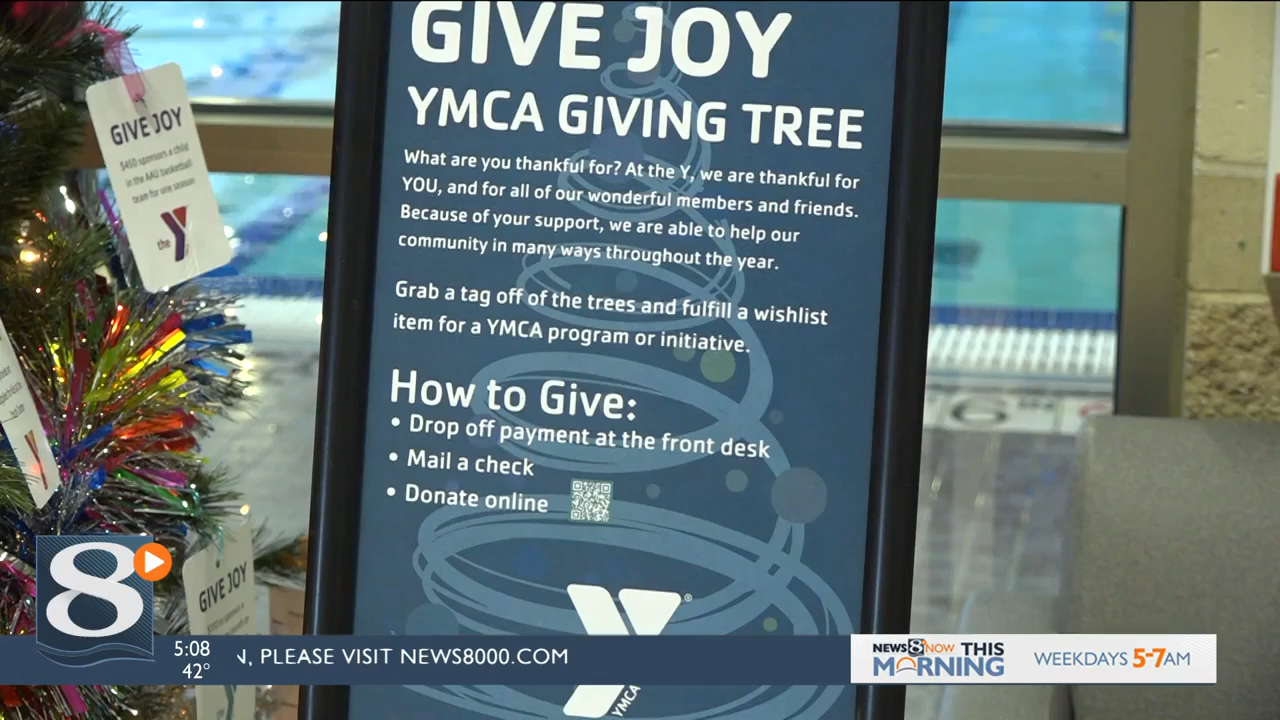 GIVE JOY
YMCA GIVING TREE
What are you thankful for? At the Y, we are thankful for
YOU, and for all of our wonderful members and friends.
Because of your support, we are able to help our
community in many ways throughout the year.
Grab a tag off of the trees and fulfill a wishlist
item for a YMCA program or initiative.
How to Give:
• Drop off payment at the front desk
• Mail a check
• Donate online
Y
YMCA
GIVE JOY
$450 sponsors a child
in the AAU basketball
team for one season
the Y
GIVE JOY
6
8
5:08
42°
N, PLEASE VISIT NEWS8000.COM
NEWS 8 NOW THIS
MORNING
WEEKDAYS 5-7AM